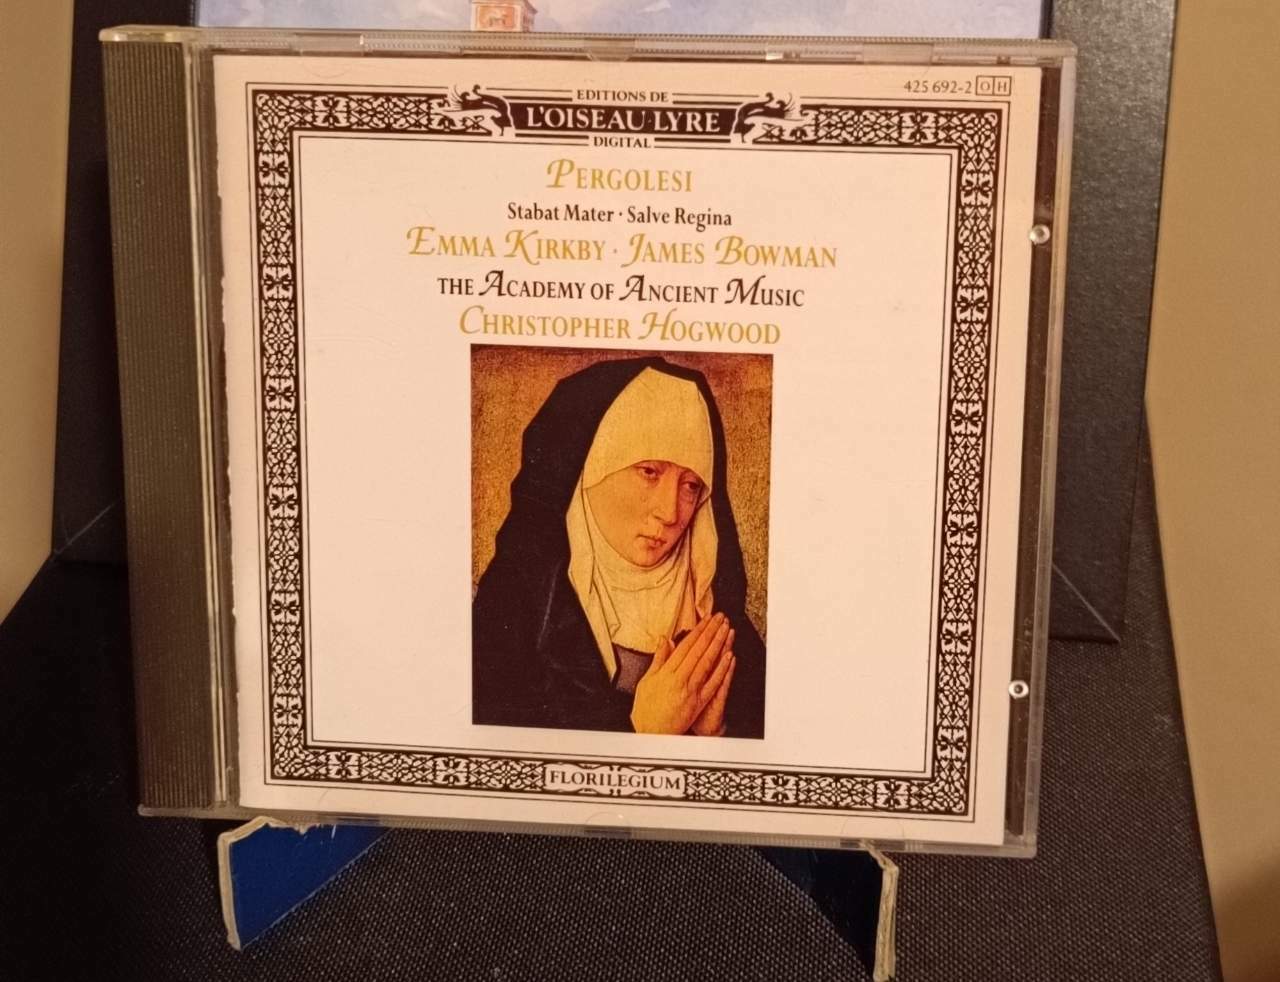 425 692-2 OH
EDITIONS DE
L'OISEAU-LYRE
DIGITAL
PERGOLESI
Stabat Mater · Salve Regina
EMMA KIRKBY · JAMES BOWMAN
THE ACADEMY OF ANCIENT MUSIC
CHRISTOPHER HOGWOOD
FLORILEGIUM